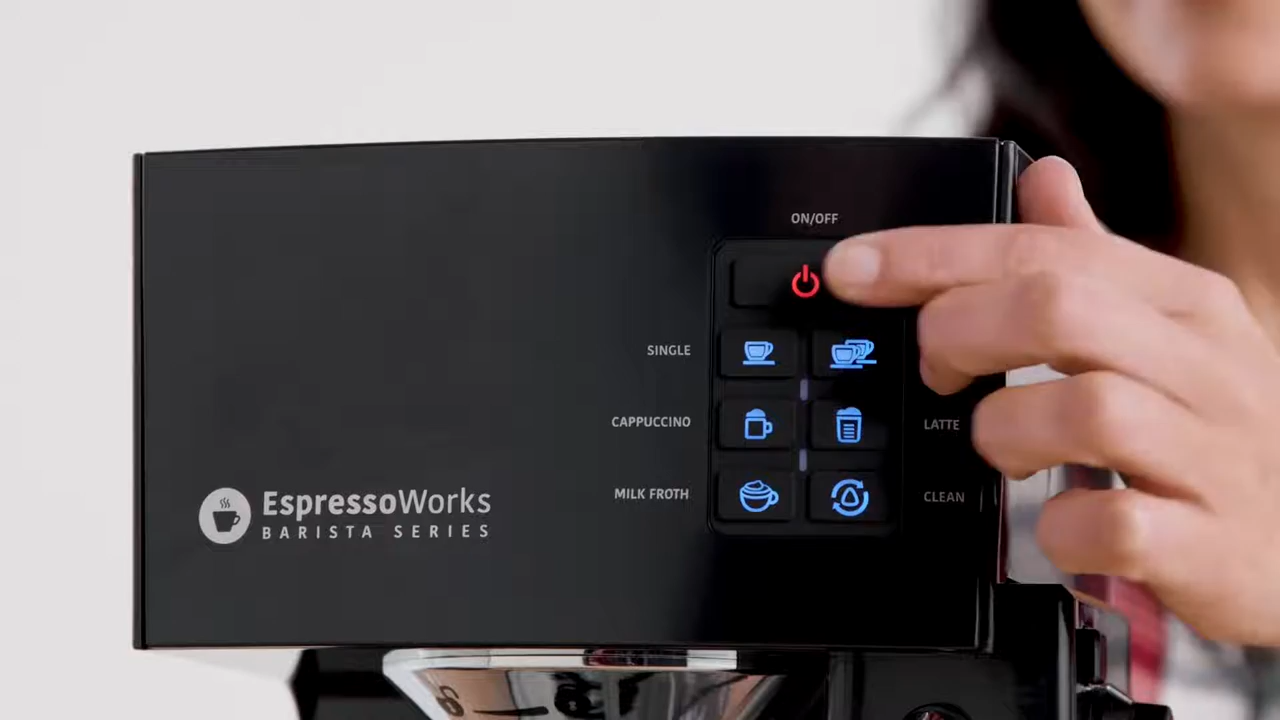 ON/OFF
SINGLE
CAPPUCCINO
LATTE
MILK FROTH
CLEAN
EspressoWorks
BARISTA SERIES